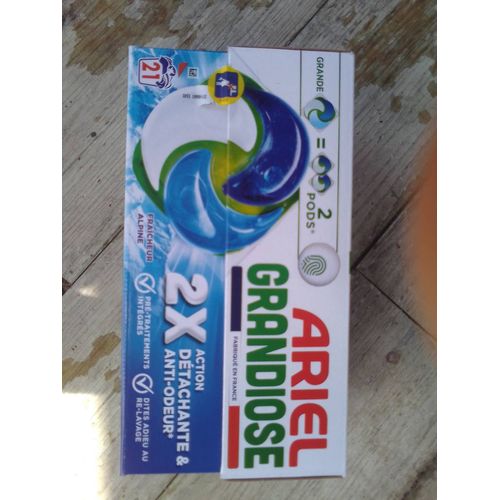 GRANDE
=
2
PODS®
ARIEL
GRANDIOSE
FABRIQUÉ EN FRANCE
21
FRAÎCHEUR
ALPINE
2X
ACTION
DÉTACHANTE &
ANTI-ODEUR*
PRÉ-TRAITEMENTS
INTÉGRÉS
DITES ADIEU AU
RE-LAVAGE